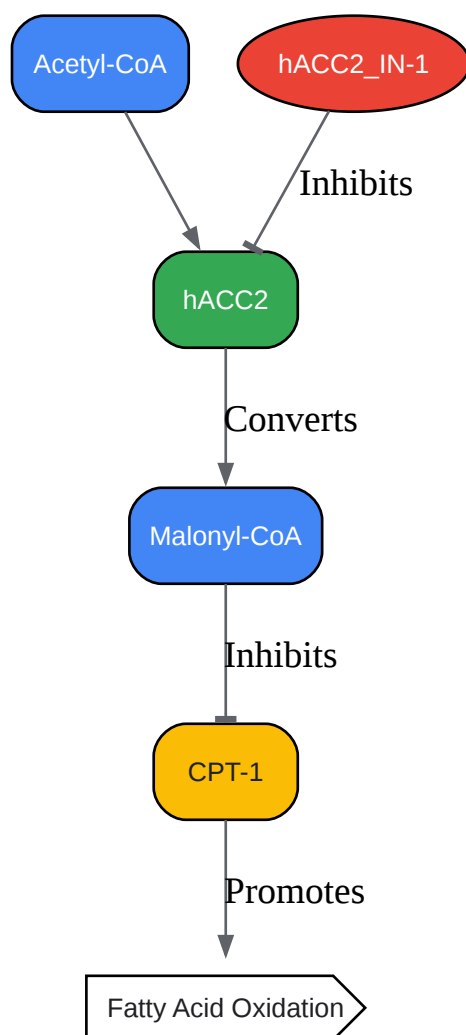 Acetyl-CoA
hACC2_IN-1
Inhibits
hACC2
Converts
Malonyl-CoA
Inhibits
CPT-1
Promotes
Fatty Acid Oxidation